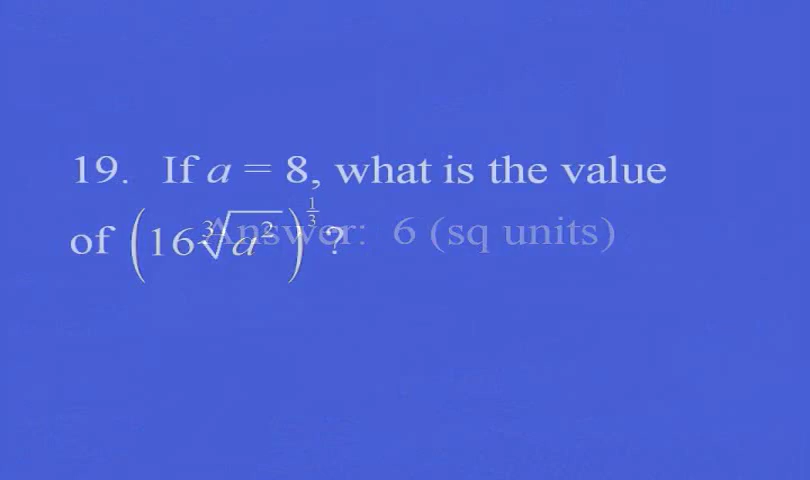 19. If a = 8, what is the value
of (16∛a²)^(1/3) ?
Answer: 6 (sq units)